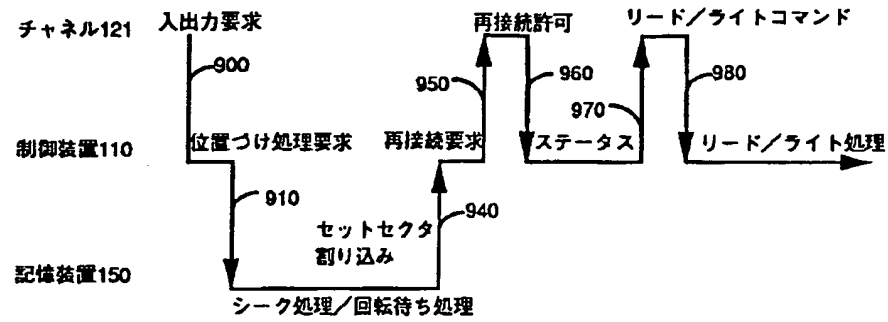 チャネル121
入出力要求
再接続許可
リード／ライトコマンド
900
950
960
970
980
制御装置110
位置づけ処理要求
再接続要求
ステータス
リード／ライト処理
910
セットセクタ
割り込み
940
記憶装置150
シーク処理／回転待ち処理